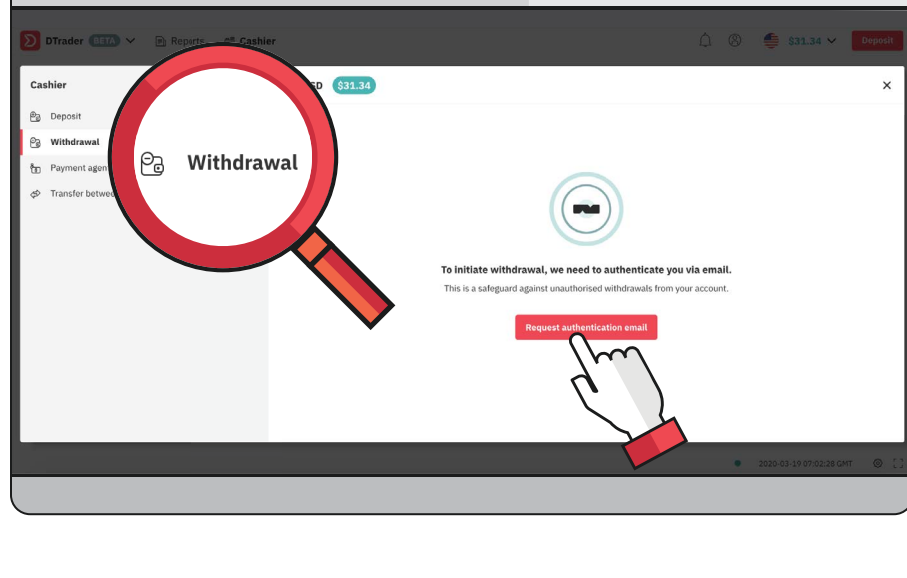 DTrader BETA Reports Cashier $31.34 Deposit
Cashier
SD $31.34
Deposit
Withdrawal
Payment agen
Transfer betwe
Withdrawal
To initiate withdrawal, we need to authenticate you via email.
This is a safeguard against unauthorised withdrawals from your account.
Request authentication email
2020-03-19 07:02:26 GMT